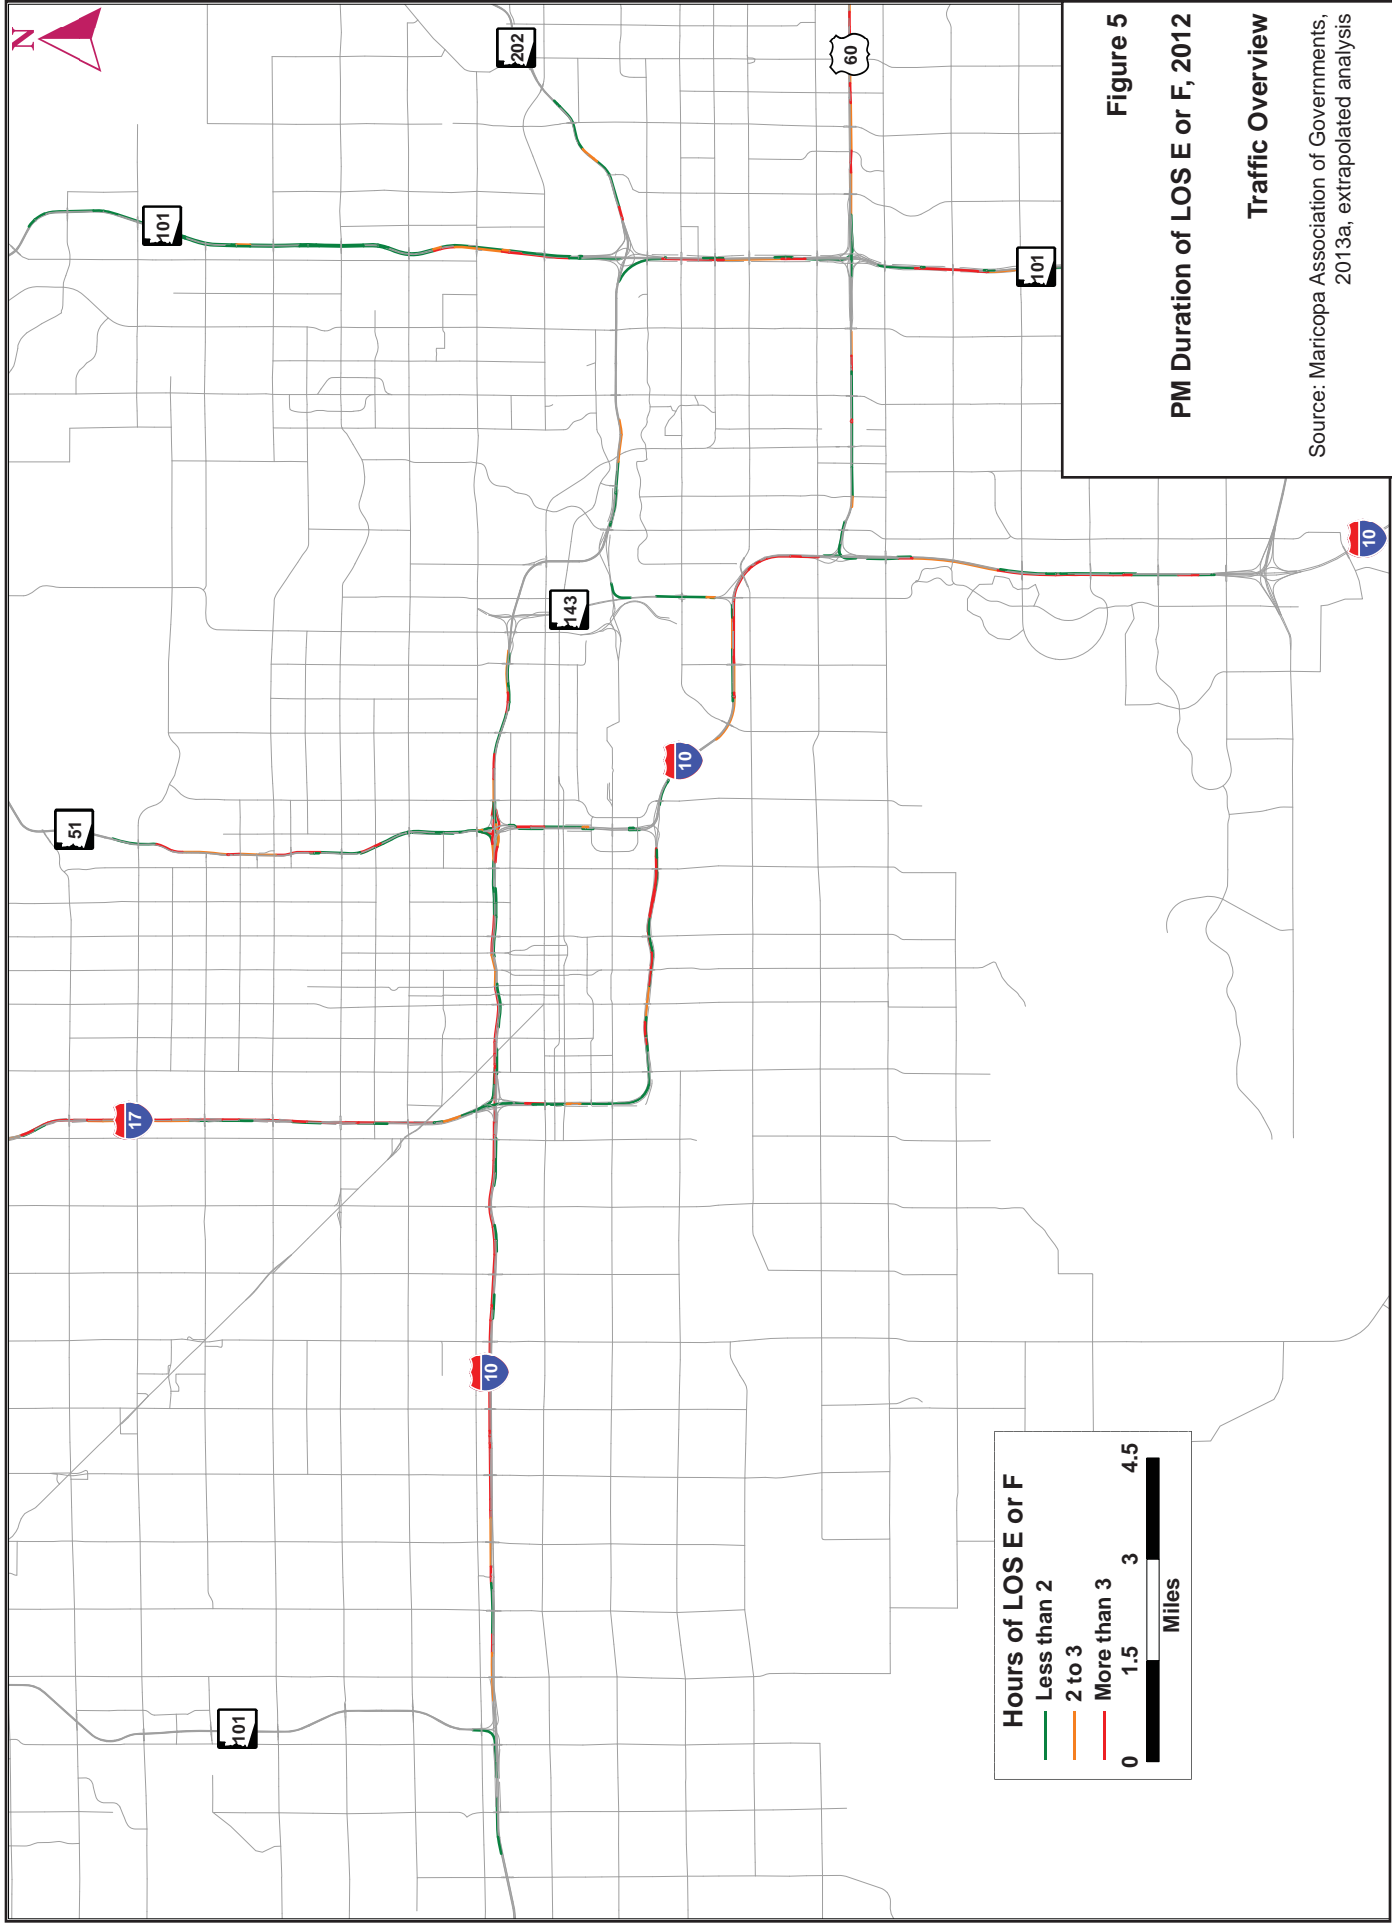 N
101
51
17
202
60
101
143
10
10
101
10
Hours of LOS E or F
Less than 2
2 to 3
More than 3
0 1.5 3 4.5
Miles
Figure 5
PM Duration of LOS E or F, 2012
Traffic Overview
Source: Maricopa Association of Governments,
2013a, extrapolated analysis